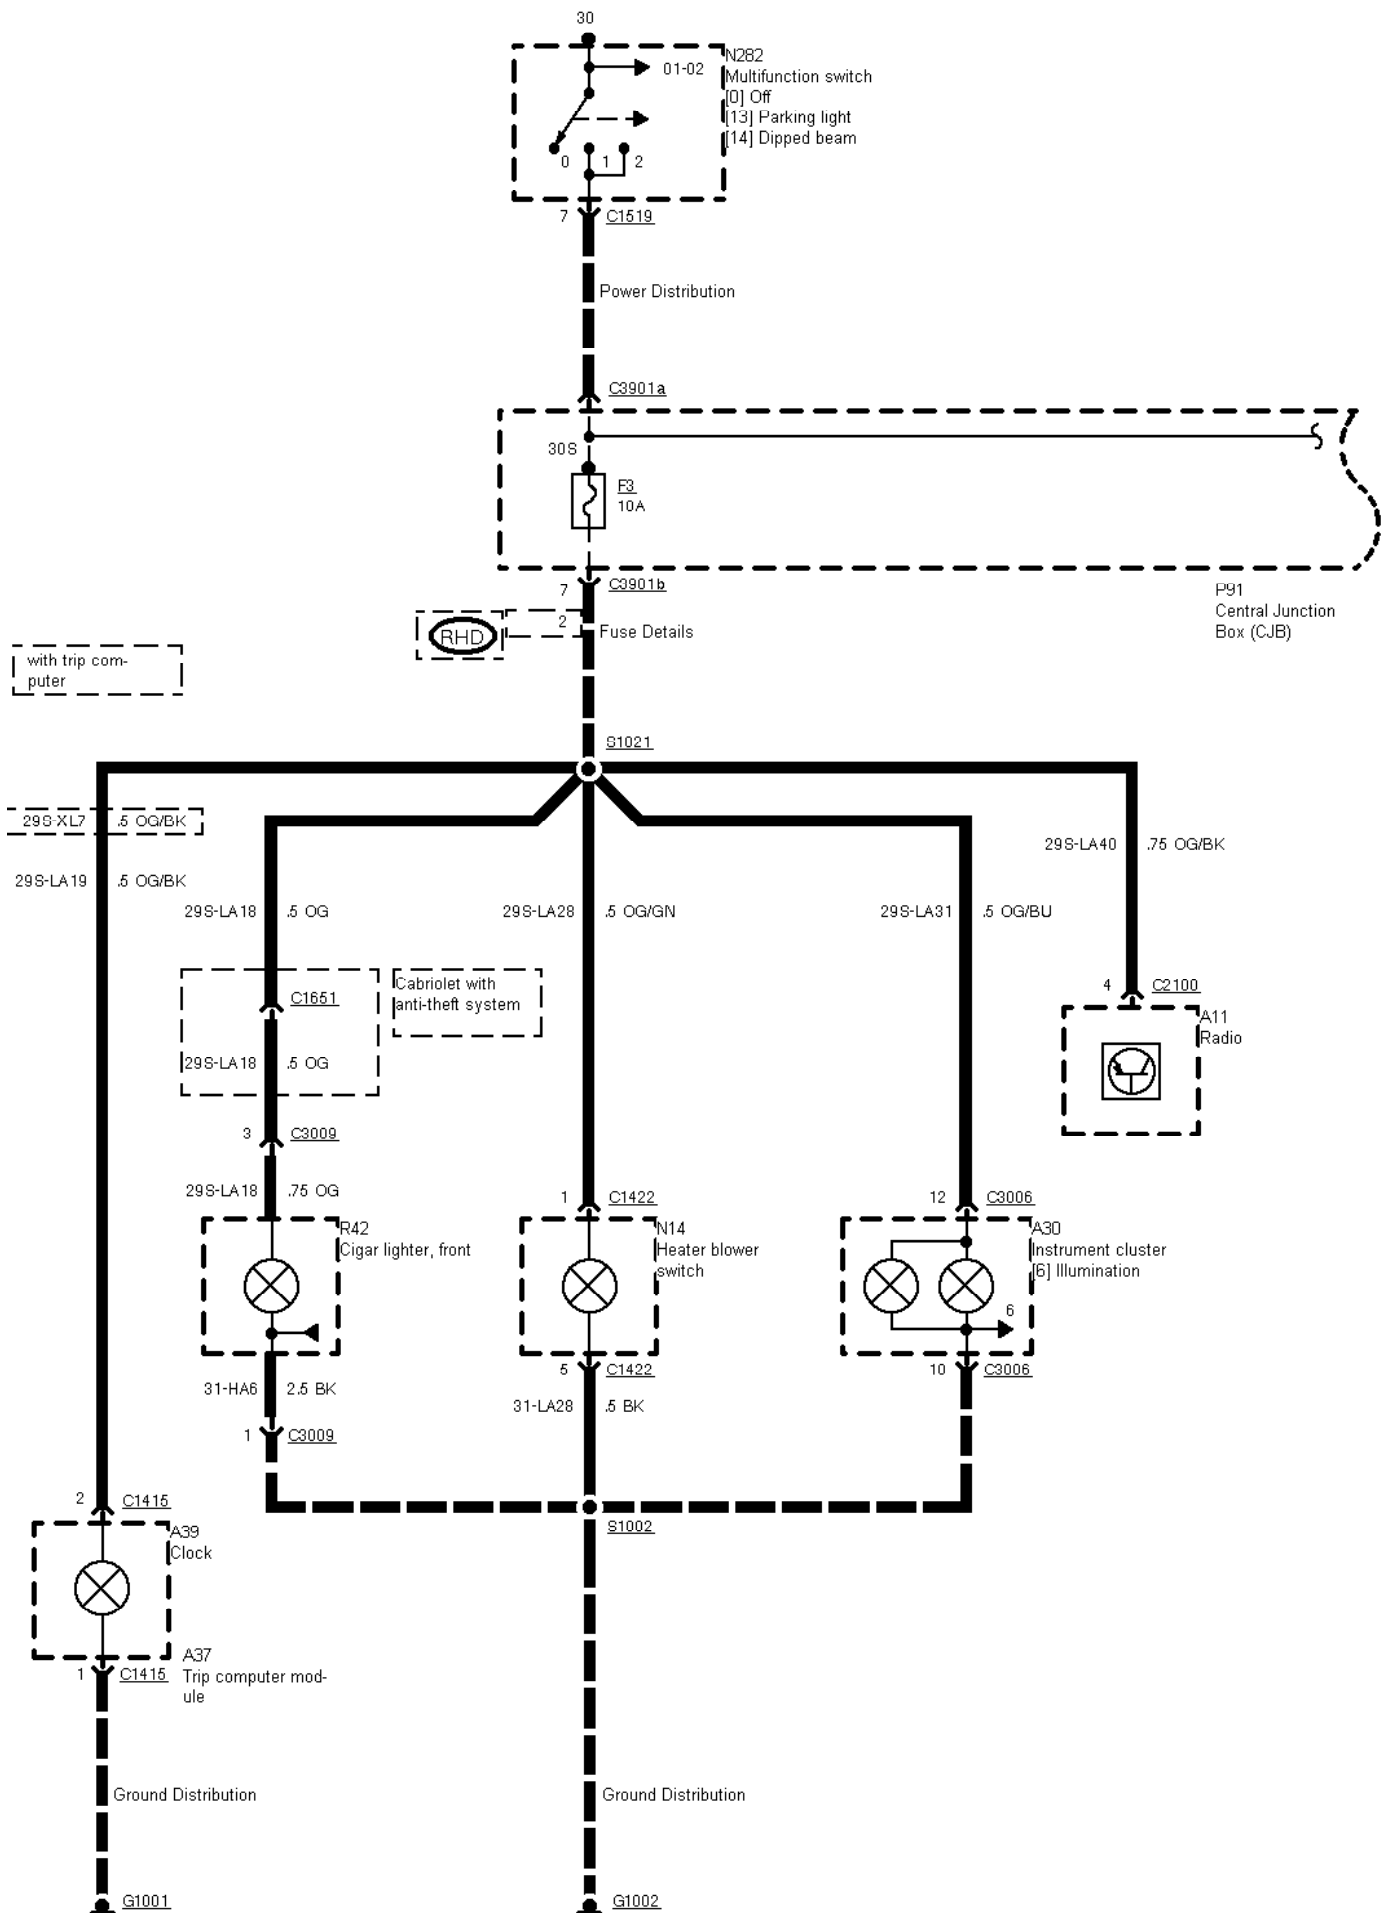 30
N282
01-02
Multifunction switch
[0] Off
[13] Parking light
[14] Dipped beam
0 1 2
7 C1519
Power Distribution
C3901a
30S
F3
10A
7 C3901b
P91
Central Junction
Box (CJB)
RHD
2
Fuse Details
with trip com-
puter
S1021
29S-XL7 .5 OG/BK
29S-LA40 .75 OG/BK
29S-LA19 .5 OG/BK
29S-LA18 .5 OG
29S-LA28 .5 OG/GN
29S-LA31 .5 OG/BU
C1651
Cabriolet with
anti-theft system
4 C2100
A11
Radio
29S-LA18 .5 OG
3 C3009
29S-LA18 .75 OG
1 C1422
12 C3006
R42
Cigar lighter, front
N14
Heater blower
switch
A30
Instrument cluster
[6] Illumination
6
5 C1422
10 C3006
31-HA6 2.5 BK
31-LA28 .5 BK
1 C3009
2 C1415
S1002
A39
Clock
A37
Trip computer mod-
ule
1 C1415
Ground Distribution
Ground Distribution
G1001
G1002